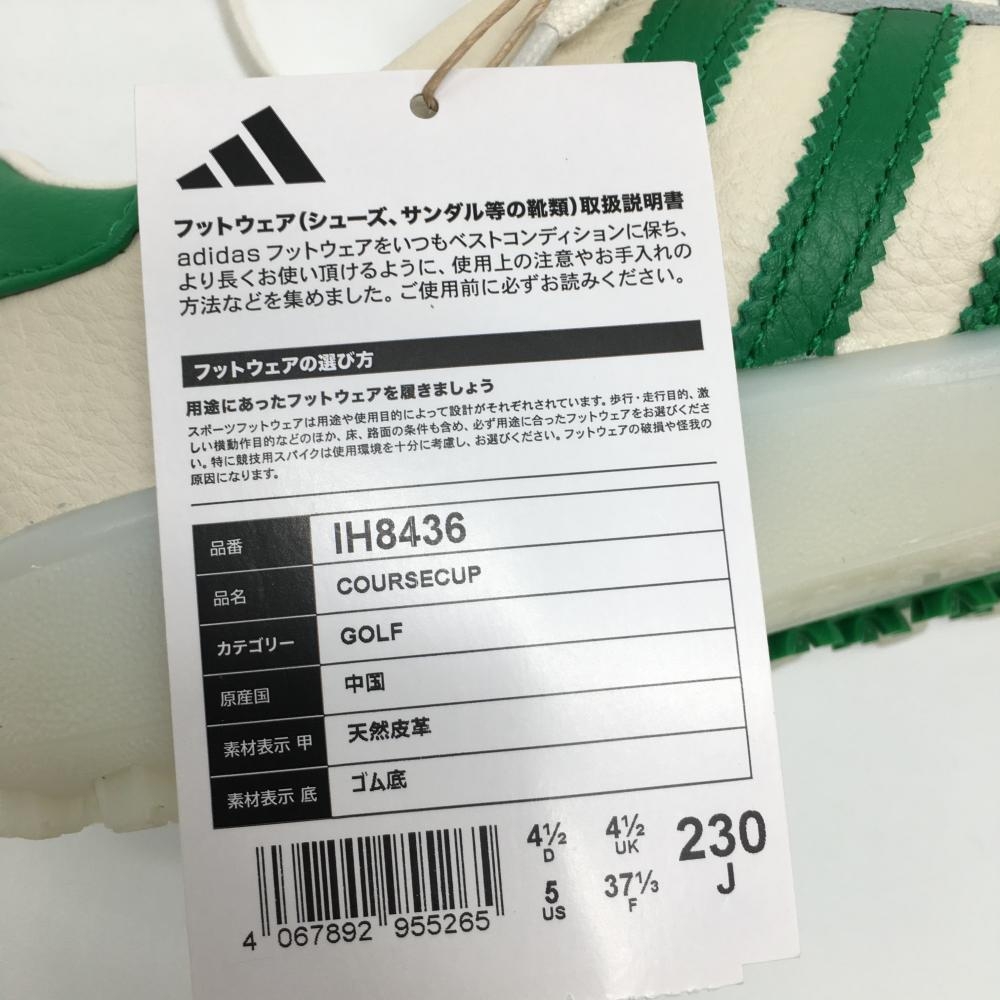 フットウェア(シューズ、サンダル等の靴類)取扱説明書
adidas フットウェアをいつもベストコンディションに保ち、
より長くお使い頂けるように、使用上の注意やお手入れの
方法などを集めました。ご使用前に必ずお読みください。
フットウェアの選び方
用途にあったフットウェアを履きましょう
スポーツフットウェアは用途や使用目的によって設計がそれぞれされています。歩行・走行目的、激
しい横動作目的などのほか、床、路面の条件も含め、必ず用途に合ったフットウェアをお選びくださ
い。特に競技用スパイクは使用環境を十分に考慮し、お選びください。フットウェアの破損や怪我の
原因になります。
品番 IH8436
品名 COURSECUP
カテゴリー GOLF
原産国 中国
素材表示 甲 天然皮革
素材表示 底 ゴム底
4½ 4½ 230
D UK J
5 37⅓
US F
4 067892 955265